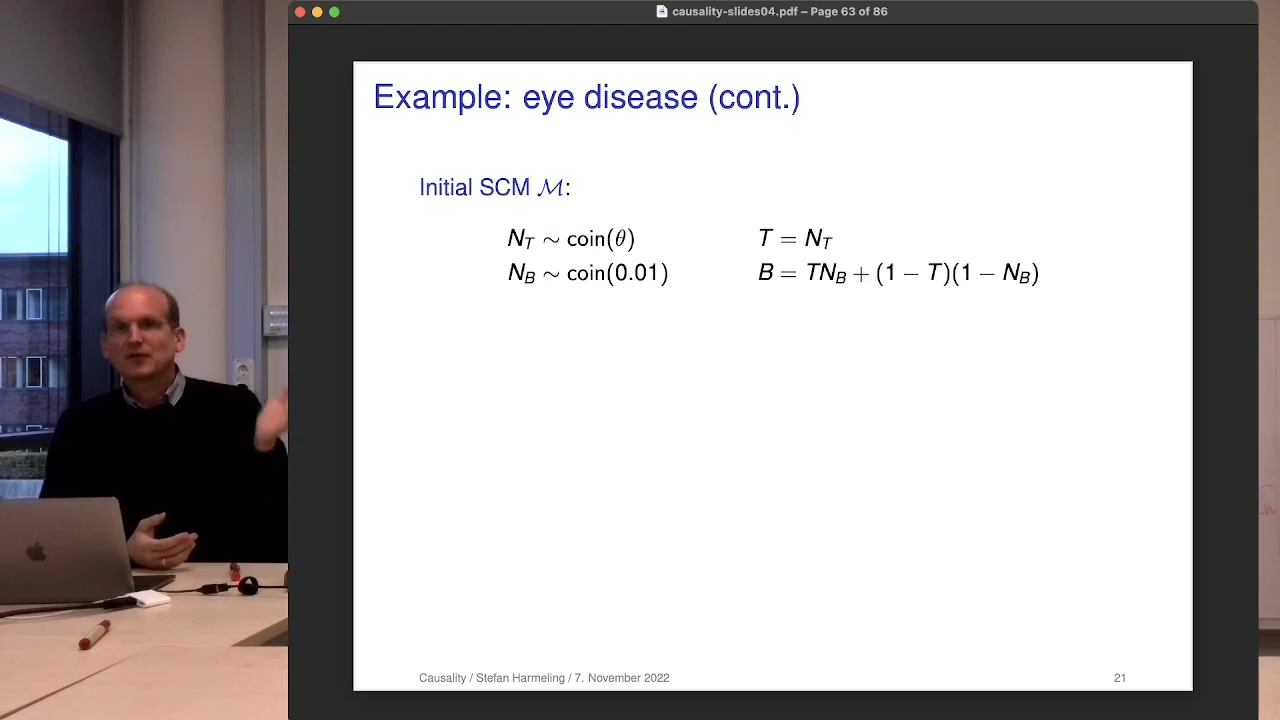 causality-slides04.pdf – Page 63 of 86
Example: eye disease (cont.)
Initial SCM ℳ:
N_T ∼ coin(θ) T = N_T
N_B ∼ coin(0.01) B = TN_B + (1 − T)(1 − N_B)
Causality / Stefan Harmeling / 7. November 2022 21